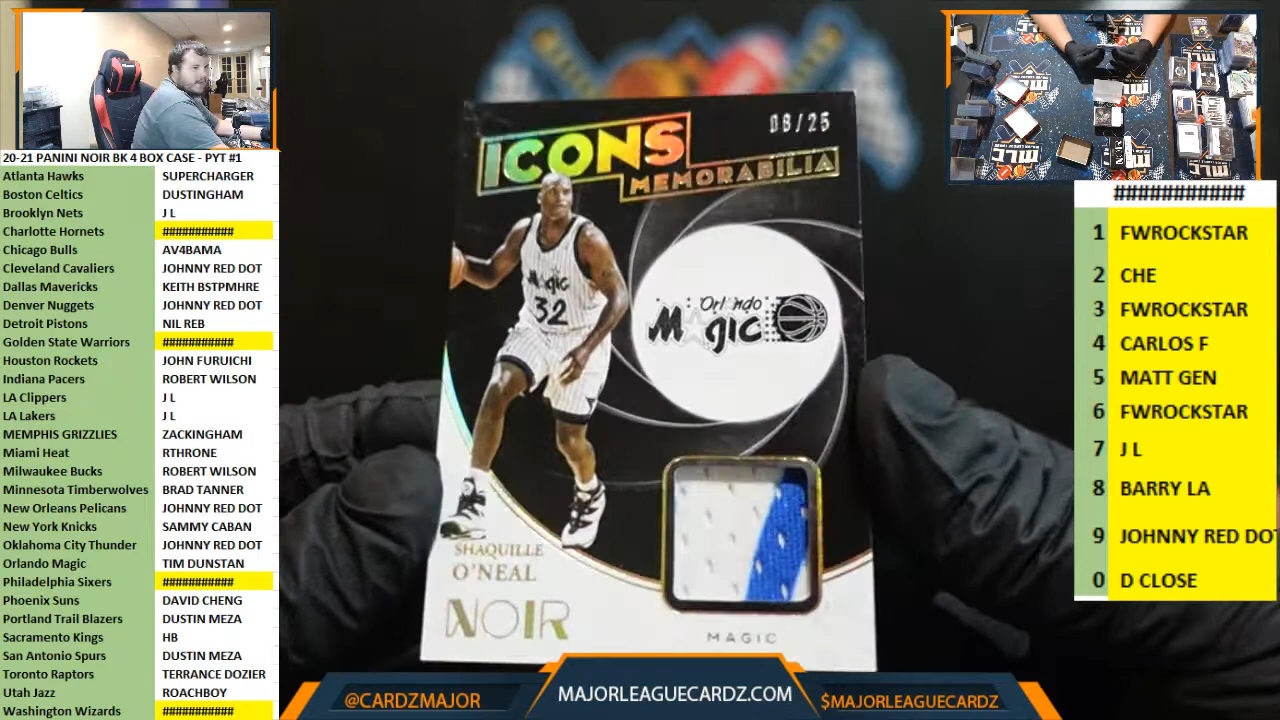 20-21 PANINI NOIR BK 4 BOX CASE - PYT #1
Atlanta Hawks SUPERCHARGER
Boston Celtics DUSTINGHAM
Brooklyn Nets J L
Charlotte Hornets ###########
Chicago Bulls AV4BAMA
Cleveland Cavaliers JOHNNY RED DOT
Dallas Mavericks KEITH BSTPMHRE
Denver Nuggets JOHNNY RED DOT
Detroit Pistons NIL REB
Golden State Warriors ###########
Houston Rockets JOHN FURUICHI
Indiana Pacers ROBERT WILSON
LA Clippers J L
LA Lakers J L
MEMPHIS GRIZZLIES ZACKINGHAM
Miami Heat RTHRONE
Milwaukee Bucks ROBERT WILSON
Minnesota Timberwolves BRAD TANNER
New Orleans Pelicans JOHNNY RED DOT
New York Knicks SAMMY CABAN
Oklahoma City Thunder JOHNNY RED DOT
Orlando Magic TIM DUNSTAN
Philadelphia Sixers ###########
Phoenix Suns DAVID CHENG
Portland Trail Blazers DUSTIN MEZA
Sacramento Kings HB
San Antonio Spurs DUSTIN MEZA
Toronto Raptors TERRANCE DOZIER
Utah Jazz ROACHBOY
Washington Wizards ###########
08/25
ICONS
MEMORABILIA
Magic
32
Orlando
Magic
SHAQUILLE
O'NEAL
NOIR
MAGIC
###########
1 FWROCKSTAR
2 CHE
3 FWROCKSTAR
4 CARLOS F
5 MATT GEN
6 FWROCKSTAR
7 J L
8 BARRY LA
9 JOHNNY RED DOT
0 D CLOSE
@CARDZMAJOR
MAJORLEAGUECARDZ.COM
$MAJORLEAGUECARDZ